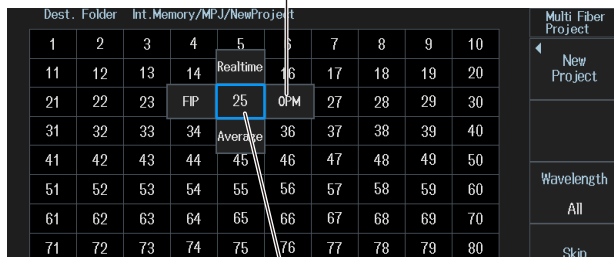 Dest. Folder Int.Memory/MPJ/NewProject
Multi Fiber
Project
1 2 3 4 5 6 7 8 9 10
New
Project
Realtime
11 12 13 14 16 17 18 19 20
21 22 23 FIP 25 OPM 27 28 29 30
31 32 33 34 Average 36 37 38 39 40
41 42 43 44 45 46 47 48 49 50
Wavelength
51 52 53 54 55 56 57 58 59 60
All
61 62 63 64 65 66 67 68 69 70
71 72 73 74 75 76 77 78 79 80
Skip